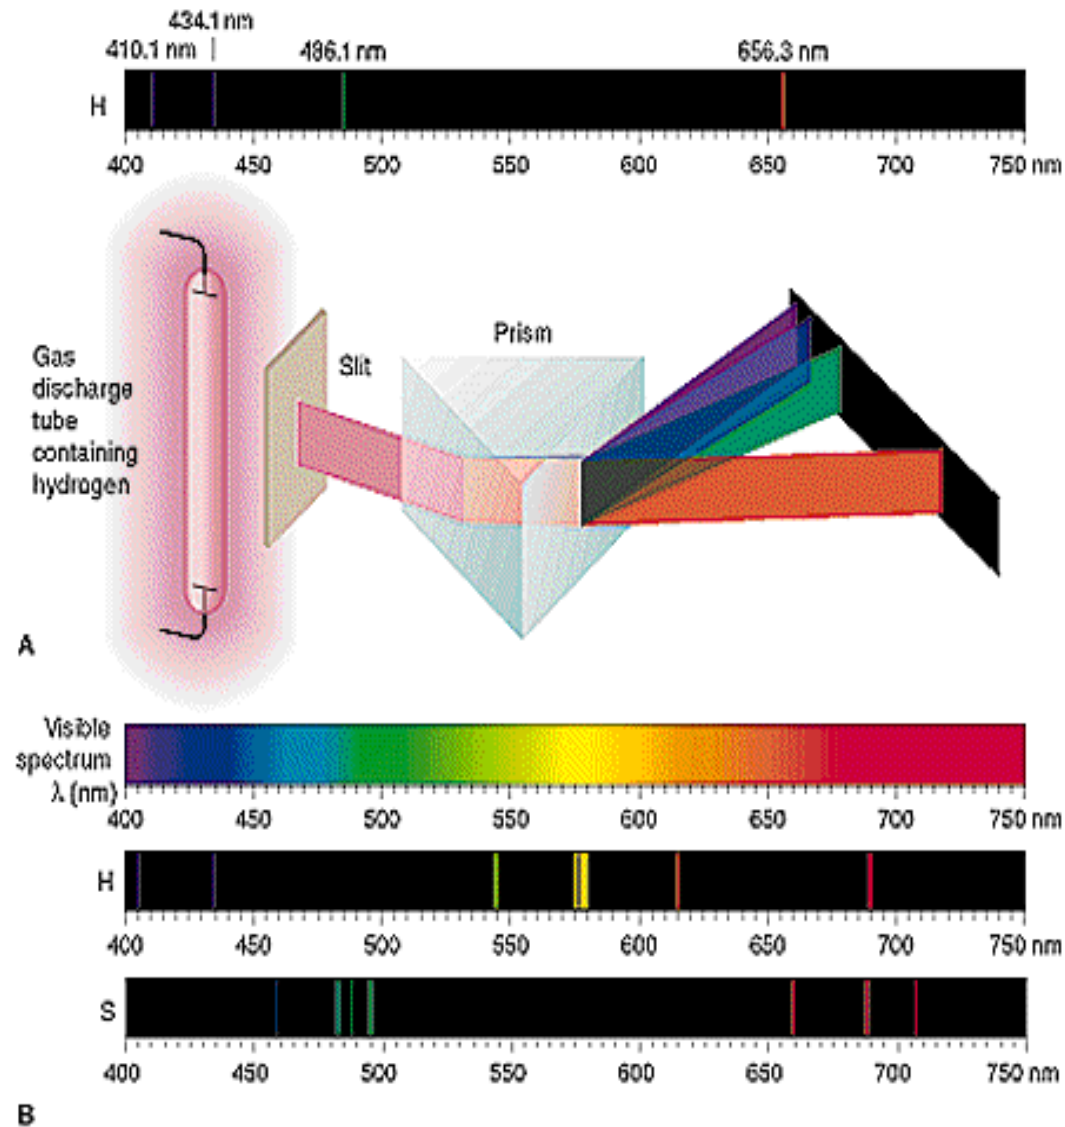 434.1 nm
410.1 nm
486.1 nm
656.3 nm
H
400 450 500 550 600 650 700 750 nm
Gas
discharge
tube
containing
hydrogen
Slit
Prism
A
Visible
spectrum
λ (nm)
400 450 500 550 600 650 700 750 nm
H
400 450 500 550 600 650 700 750 nm
S
400 450 500 550 600 650 700 750 nm
B